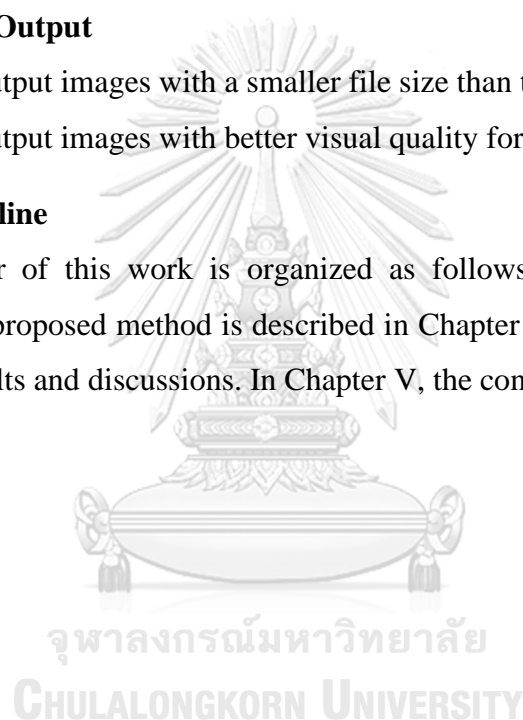 Output
utput images with a smaller file size than t
utput images with better visual quality for
line
r of this work is organized as follows
proposed method is described in Chapter
lts and discussions. In Chapter V, the con
จุฬาลงกรณ์มหาวิทยาลัย
CHULALONGKORN UNIVERSITY